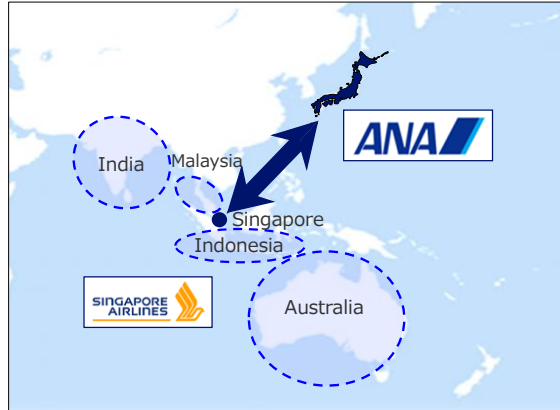 ANA
India
Malaysia
Singapore
Indonesia
SINGAPORE
AIRLINES
Australia